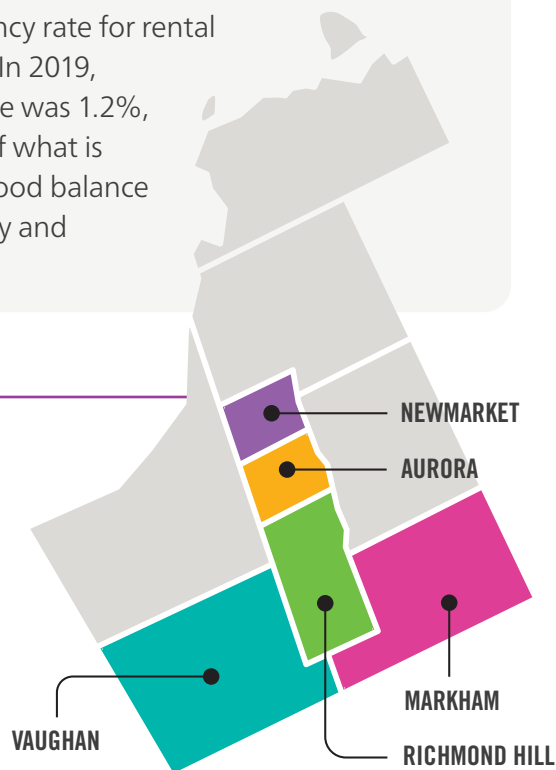 ncy rate for rental
In 2019,
e was 1.2%,
f what is
ood balance
y and
NEWMARKET
AURORA
MARKHAM
VAUGHAN
RICHMOND HILL